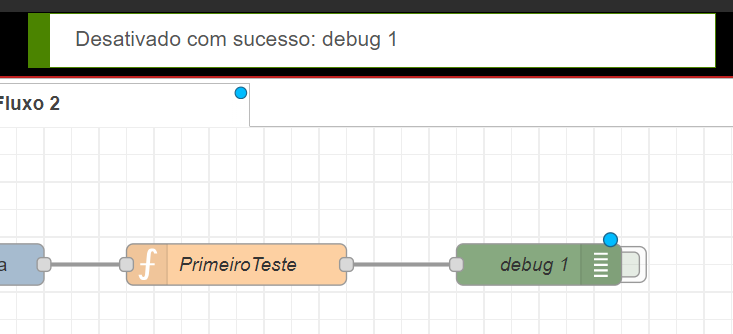 Desativado com sucesso: debug 1
Fluxo 2
a
PrimeiroTeste
debug 1